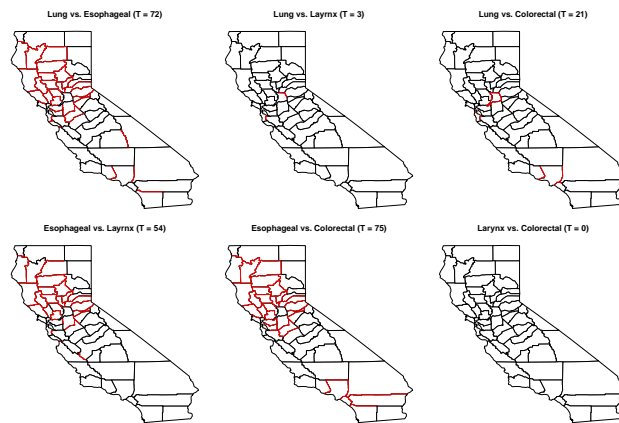 Lung vs. Esophageal (T = 72)
Lung vs. Layrnx (T = 3)
Lung vs. Colorectal (T = 21)
Esophageal vs. Layrnx (T = 54)
Esophageal vs. Colorectal (T = 75)
Larynx vs. Colorectal (T = 0)